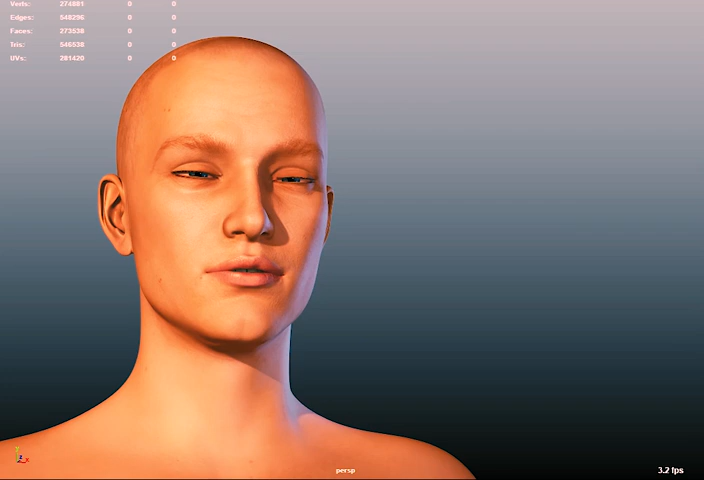 Verts: 274881 0 0
Edges: 548296 0 0
Faces: 273538 0 0
Tris: 546538 0 0
UVs: 281420 0 0
persp
3.2 fps